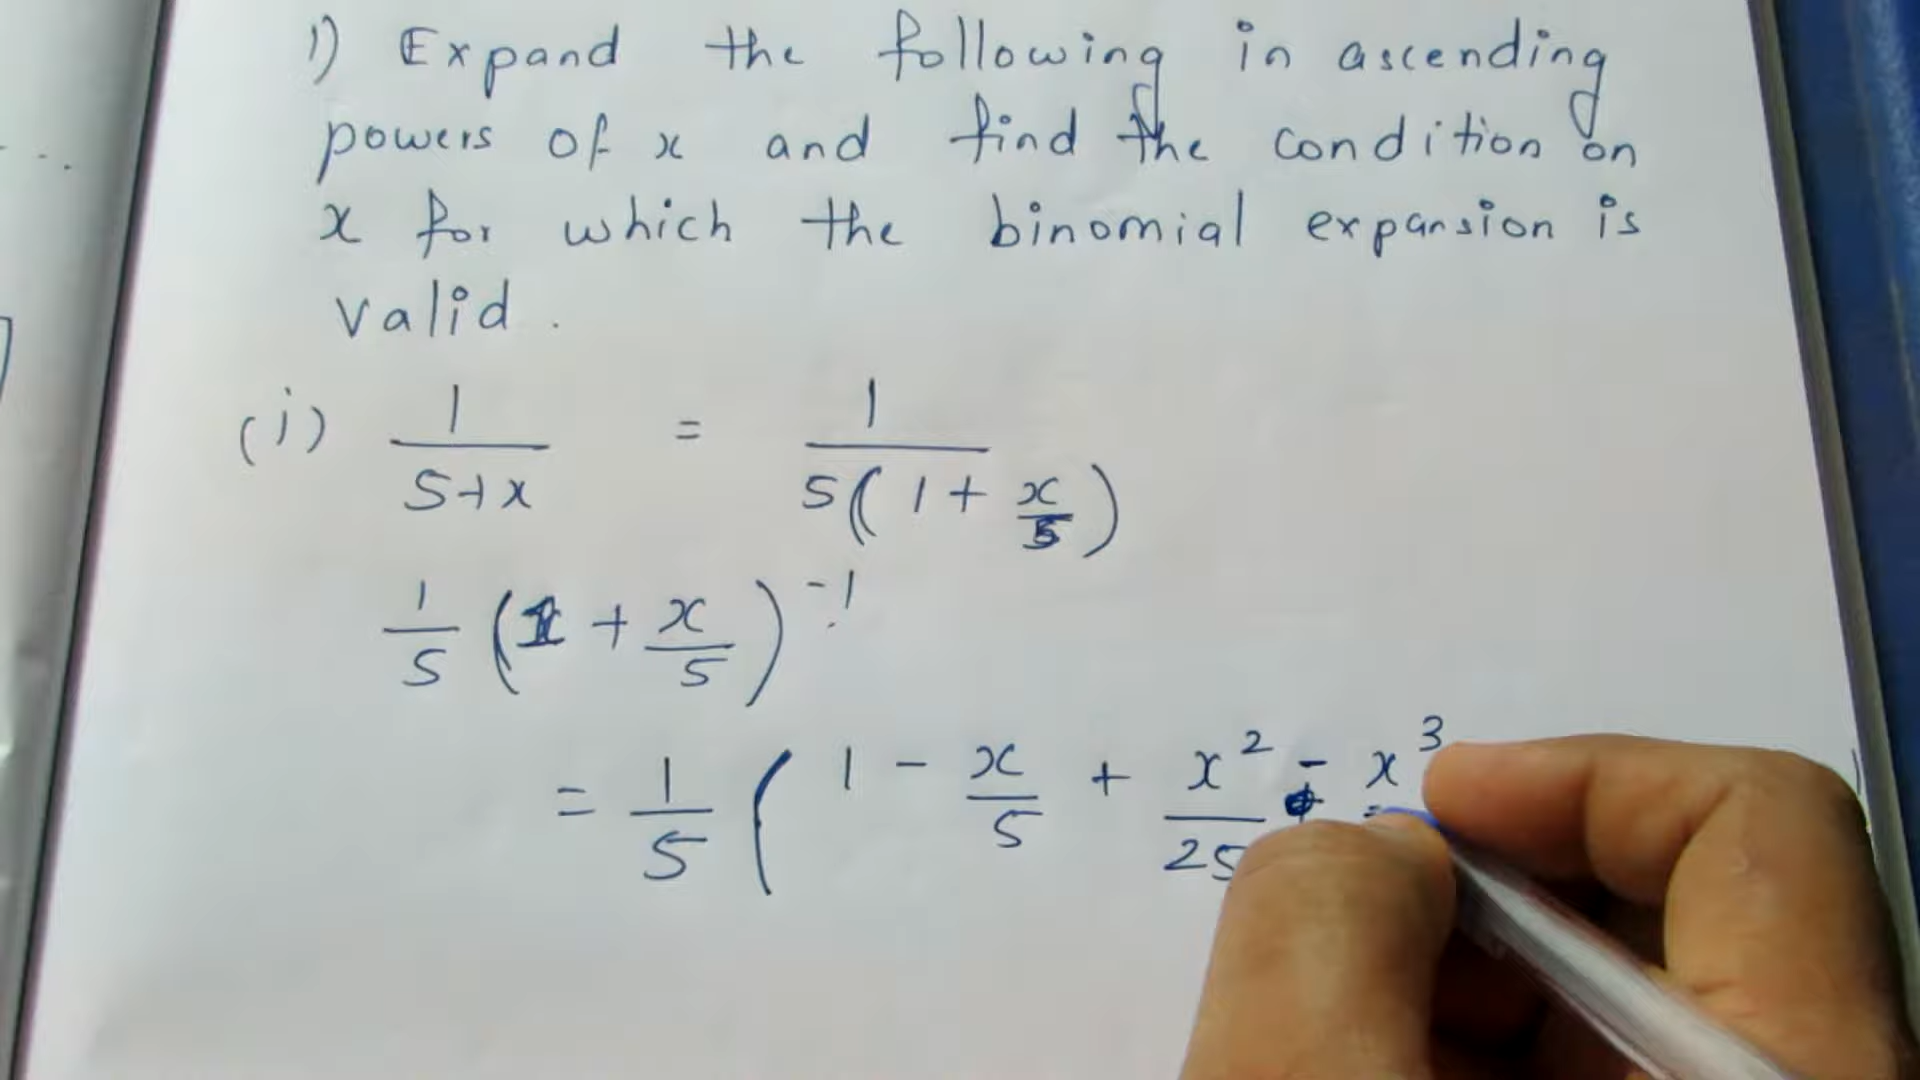 1) Expand the following in ascending
powers of x and find the condition on
x for which the binomial expansion is
valid.
(i) 1/(5+x) = 1/(5(1 + x/5))
1/5 (1 + x/5)^-1
= 1/5 ( 1 - x/5 + x^2/25 - x^3